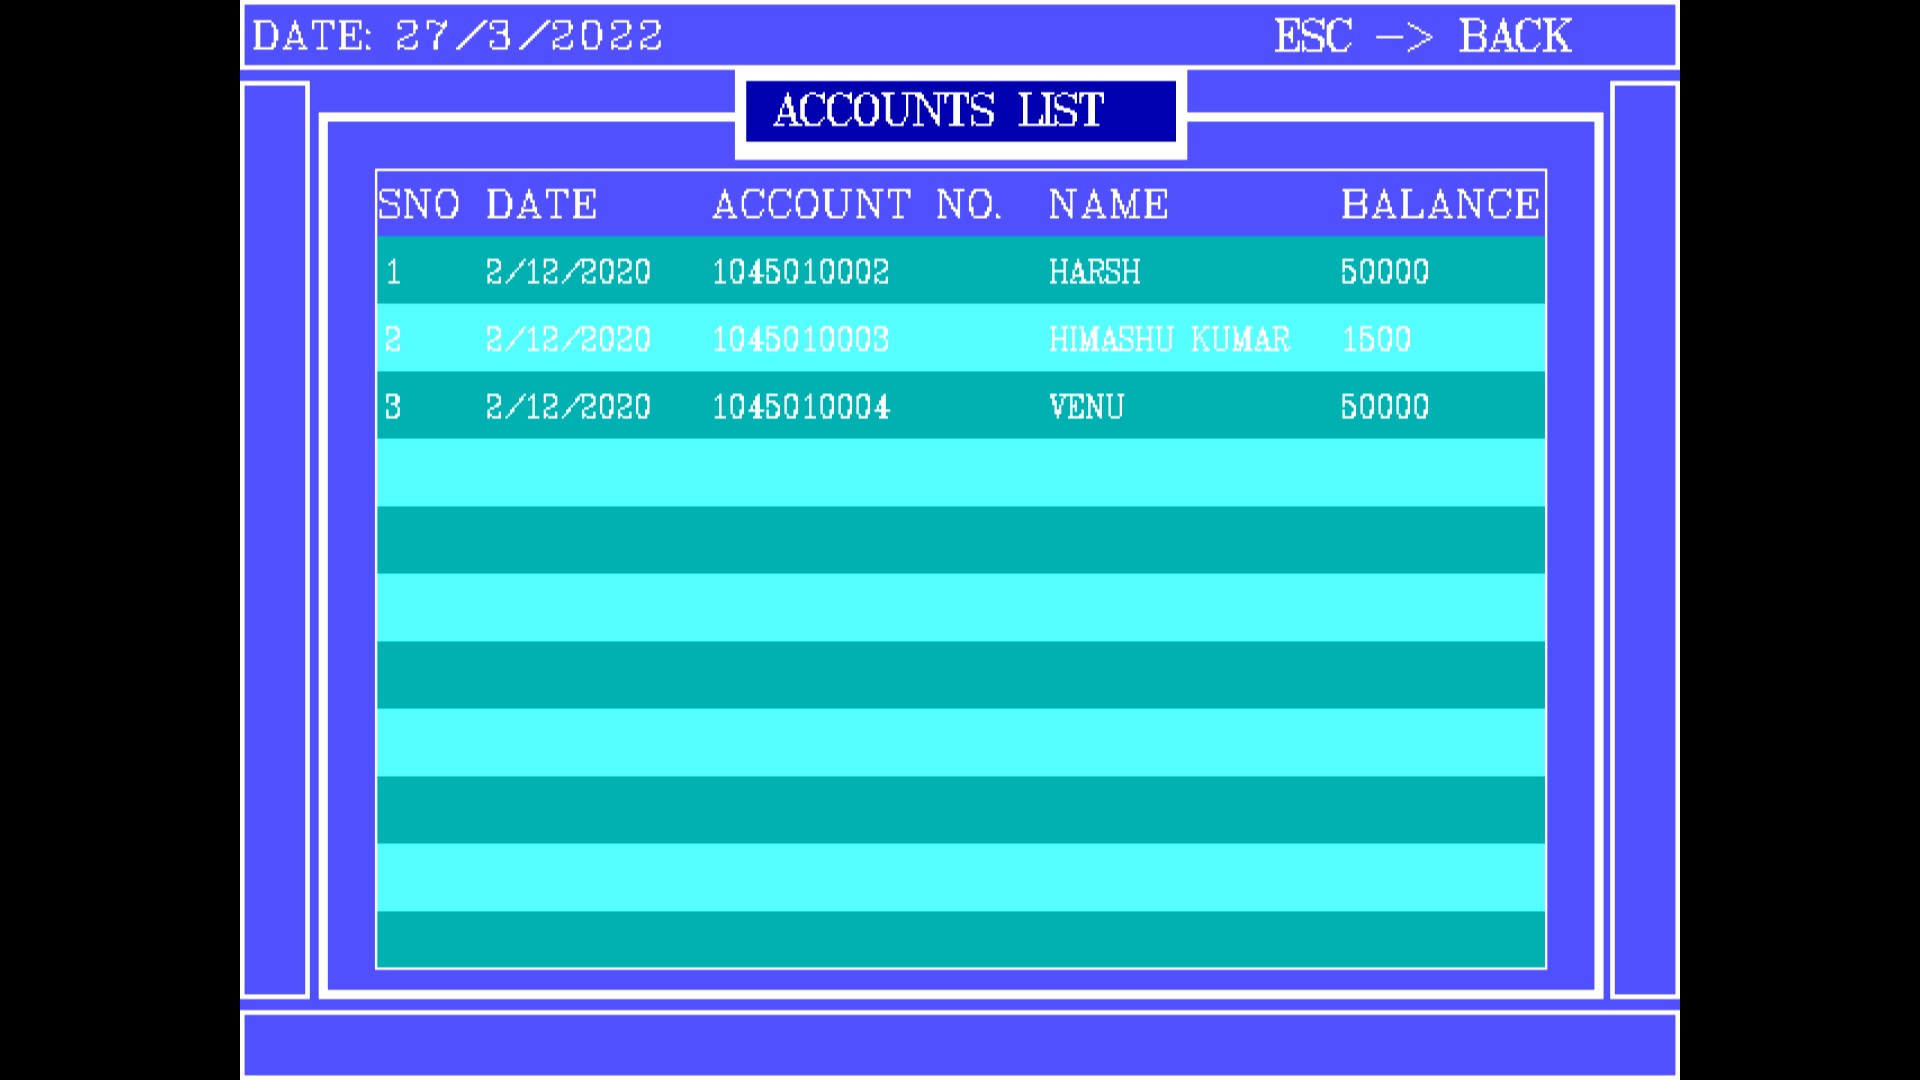 DATE: 27/3/2022 ESC -> BACK
ACCOUNTS LIST
SNO DATE ACCOUNT NO. NAME BALANCE
1 2/12/2020 1045010002 HARSH 50000
2 2/12/2020 1045010003 HIMASHU KUMAR 1500
3 2/12/2020 1045010004 VENU 50000